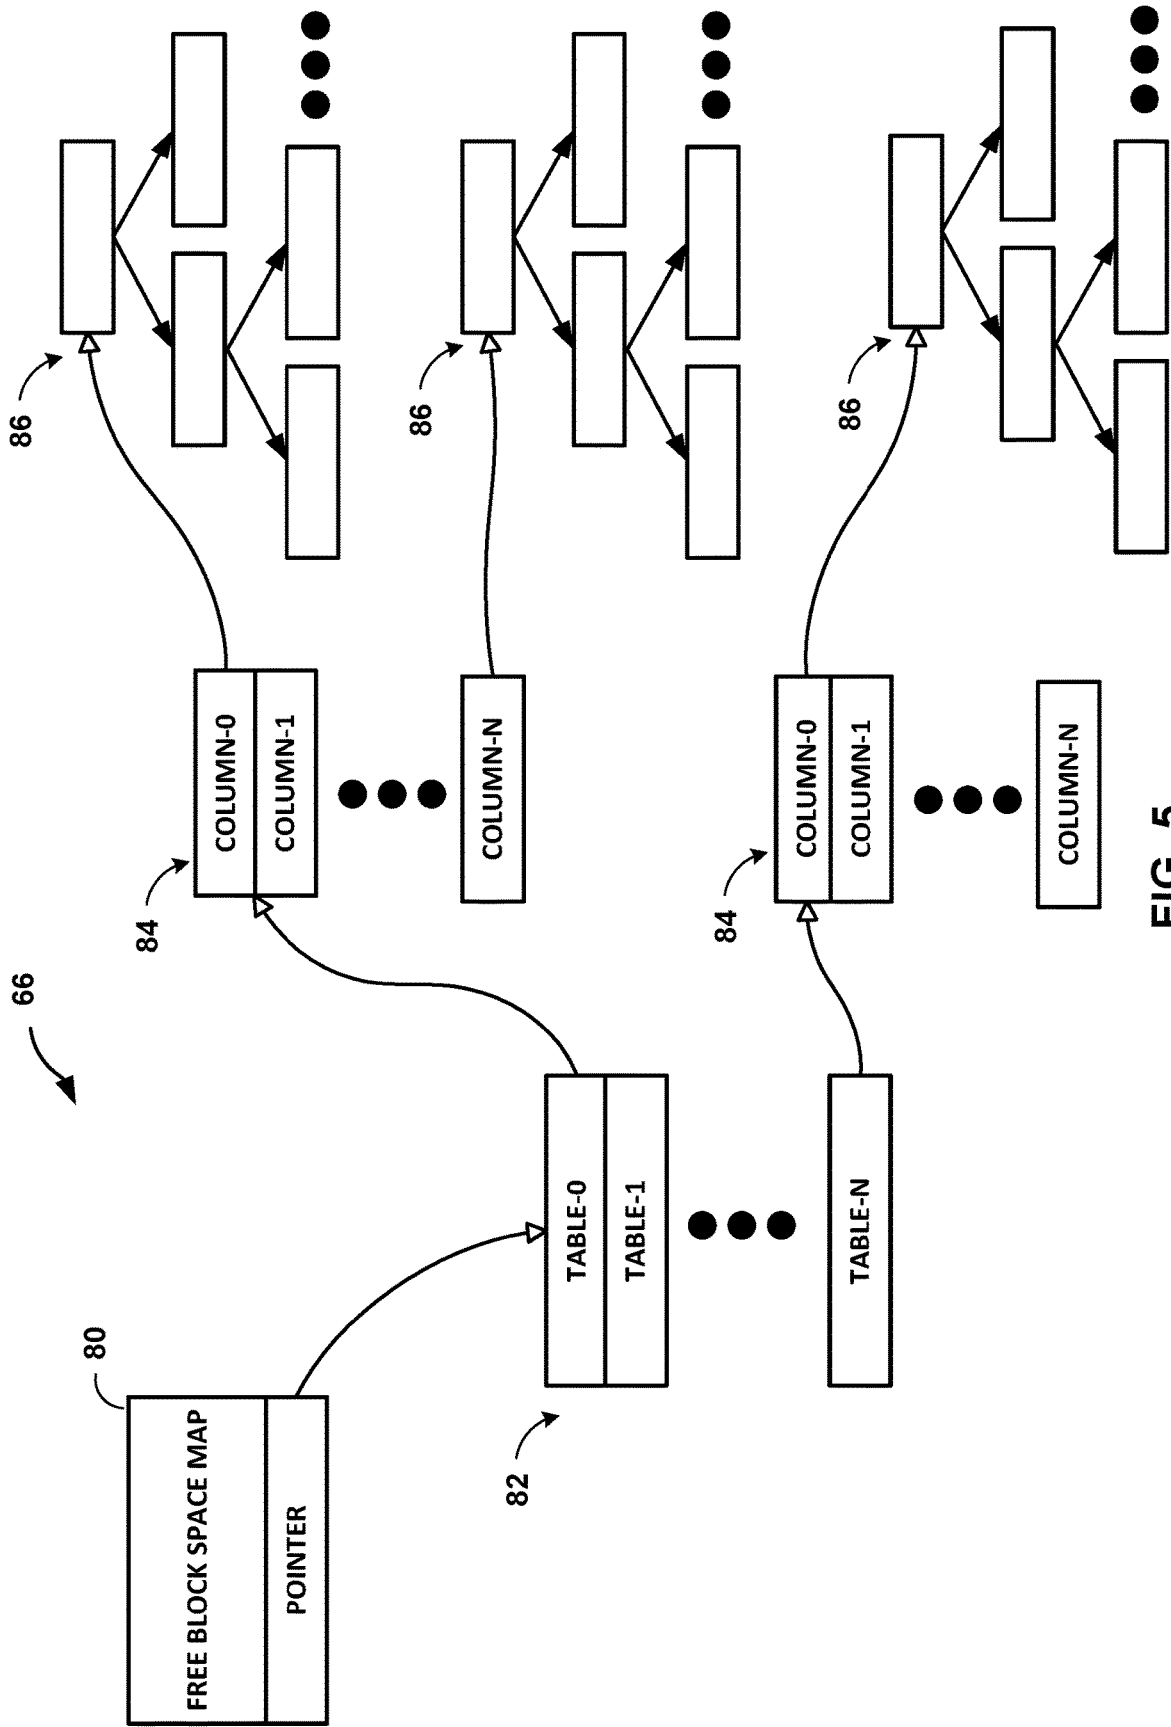 66
80
FREE BLOCK SPACE MAP
POINTER
82
TABLE-0
TABLE-1
TABLE-N
84
COLUMN-0
COLUMN-1
COLUMN-N
84
COLUMN-0
COLUMN-1
COLUMN-N
86
86
86
FIG. 5